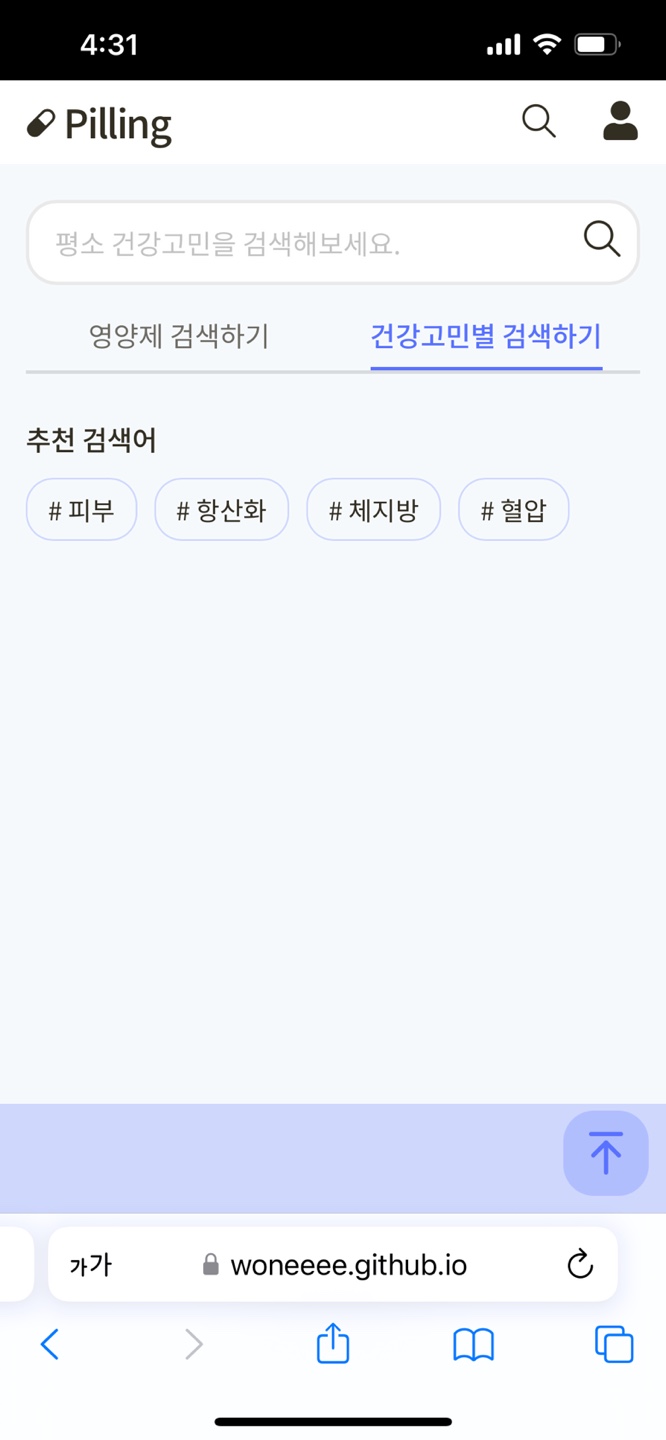 4:31
Pilling
평소 건강고민을 검색해보세요.
영양제 검색하기 건강고민별 검색하기
추천 검색어
# 피부 # 항산화 # 체지방 # 혈압
가가 woneeee.github.io